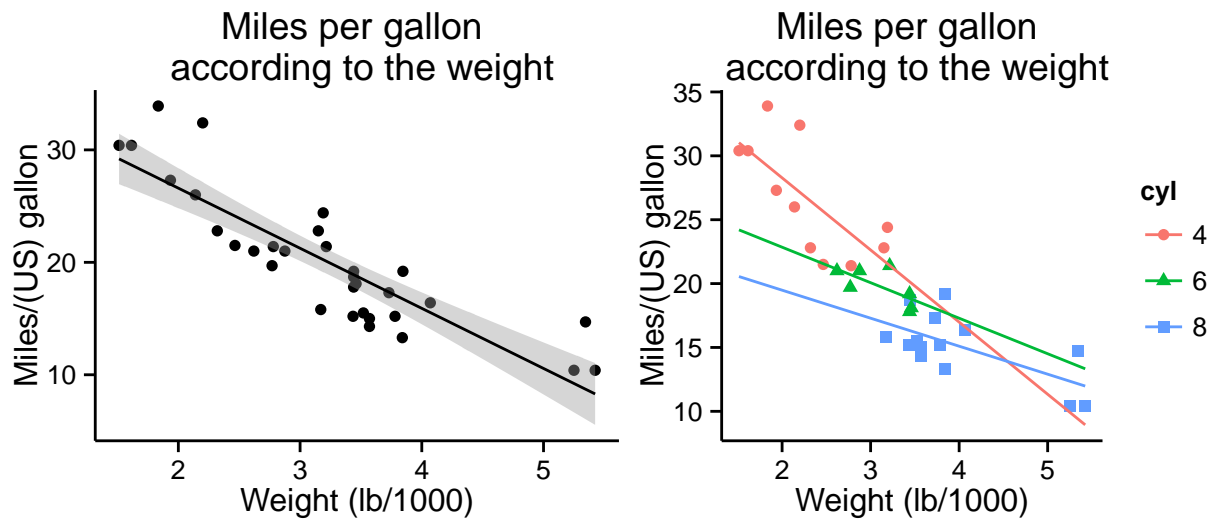 Miles per gallon
according to the weight
30
20
10
Miles/(US) gallon
2 3 4 5
Weight (lb/1000)
Miles per gallon
according to the weight
35
30
25
20
15
10
Miles/(US) gallon
2 3 4 5
Weight (lb/1000)
cyl
4
6
8